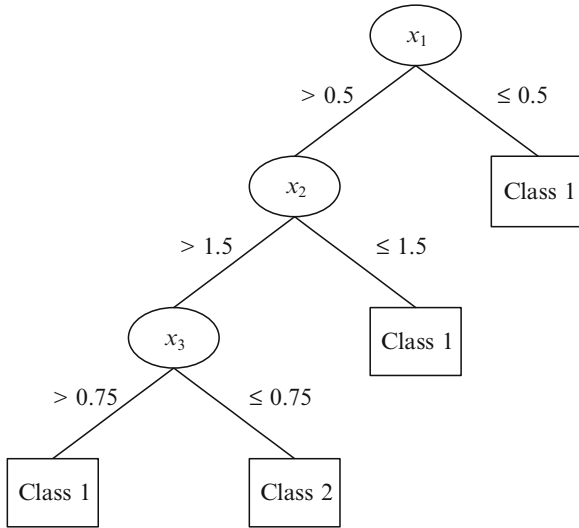 x₁
> 0.5
≤ 0.5
x₂
Class 1
> 1.5
≤ 1.5
x₃
Class 1
> 0.75
≤ 0.75
Class 1
Class 2